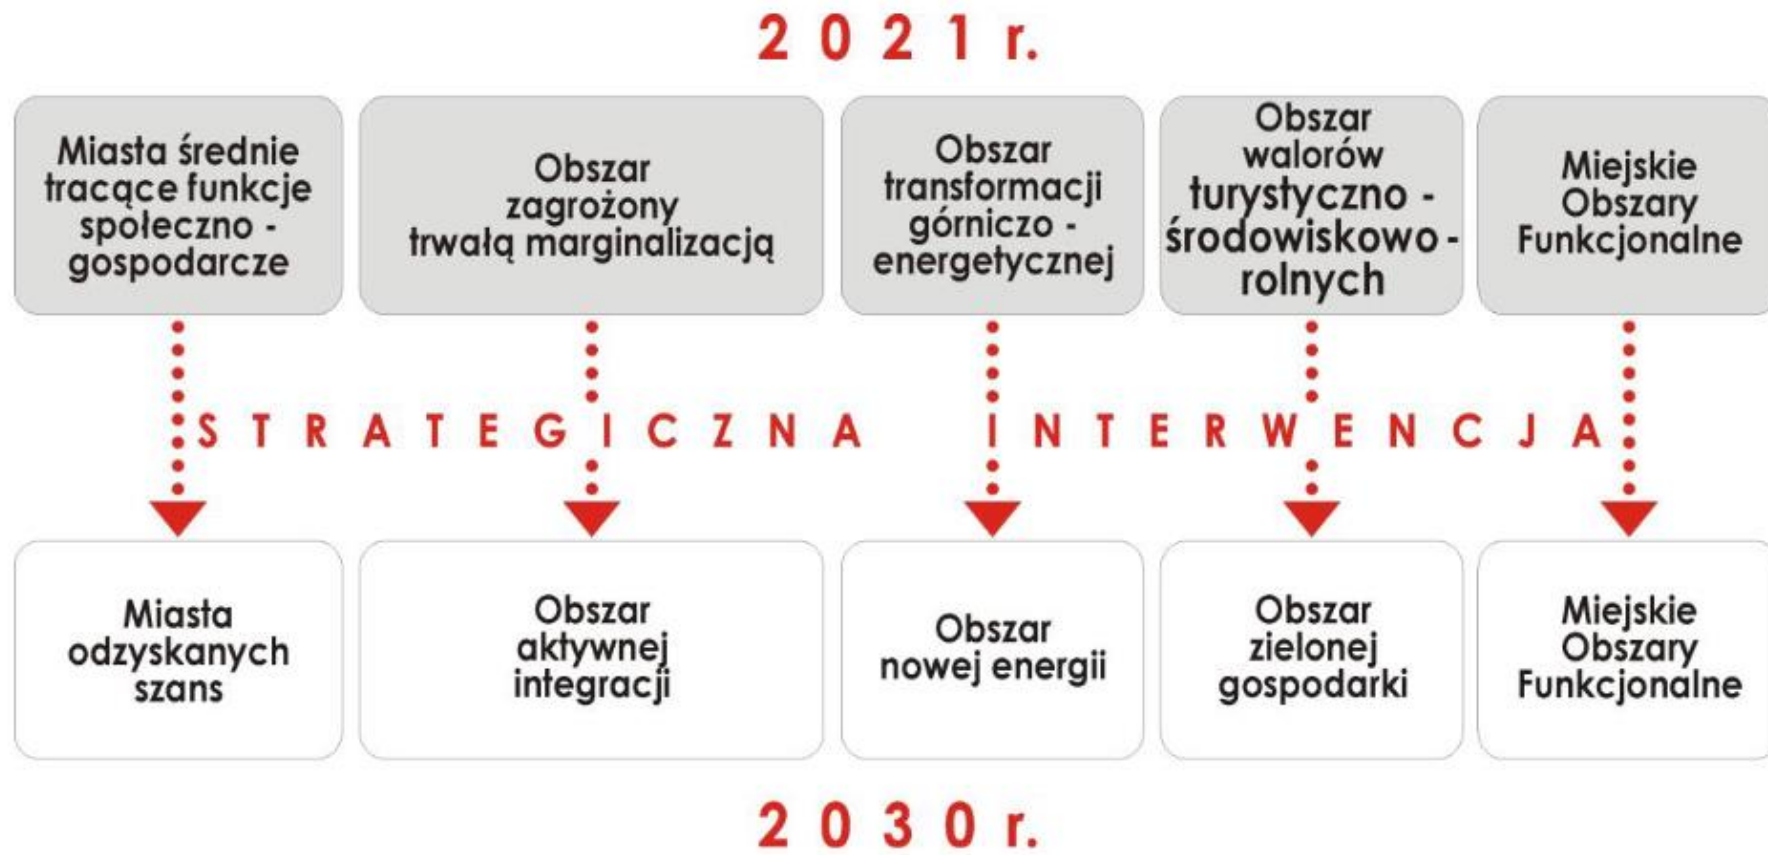 2 0 2 1 r.
Miasta średnie
tracące funkcje
społeczno -
gospodarcze
Obszar
zagrożony
trwałą marginalizacją
Obszar
transformacji
górniczo -
energetycznej
Obszar
walorów
turystyczno -
środowiskowo -
rolnych
Miejskie
Obszary
Funkcjonalne
S T R A T E G I C Z N A I N T E R W E N C J A
Miasta
odzyskanych
szans
Obszar
aktywnej
integracji
Obszar
nowej energii
Obszar
zielonej
gospodarki
Miejskie
Obszary
Funkcjonalne
2 0 3 0 r.